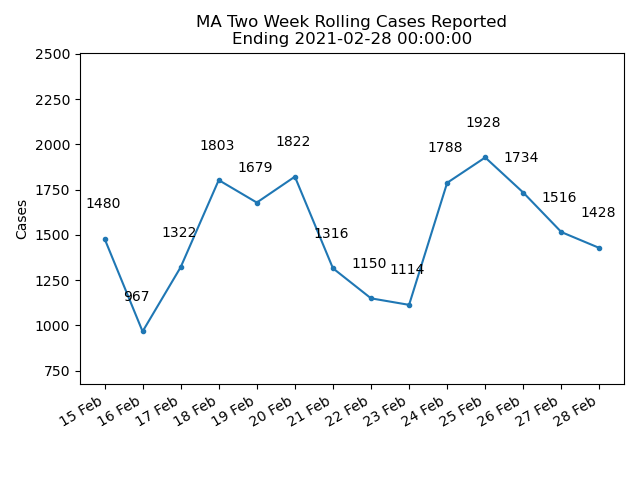 MA Two Week Rolling Cases Reported
Ending 2021-02-28 00:00:00
Cases
2500
2250
2000
1750
1500
1250
1000
750
1480
967
1322
1803
1679
1822
1316
1150
1114
1788
1928
1734
1516
1428
15 Feb
16 Feb
17 Feb
18 Feb
19 Feb
20 Feb
21 Feb
22 Feb
23 Feb
24 Feb
25 Feb
26 Feb
27 Feb
28 Feb